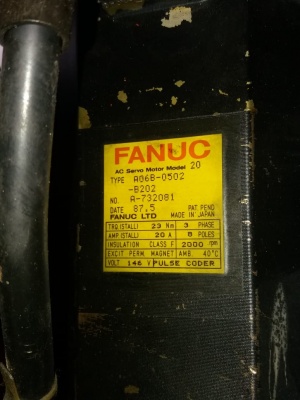 FANUC
AC Servo Motor Model 20
TYPE A06B-0502
-B202
NO. A-732081
DATE 87.5 PAT. PEND.
FANUC LTD MADE IN JAPAN
TRQ.(STALL) 23 Nm 3 PHASE
AMP.(STALL) 20 A 8 POLES
INSULATION CLASS F 2000 rpm
EXCIT PERM. MAGNET AMB 40°C
VOLT 146 V PULSE CODER